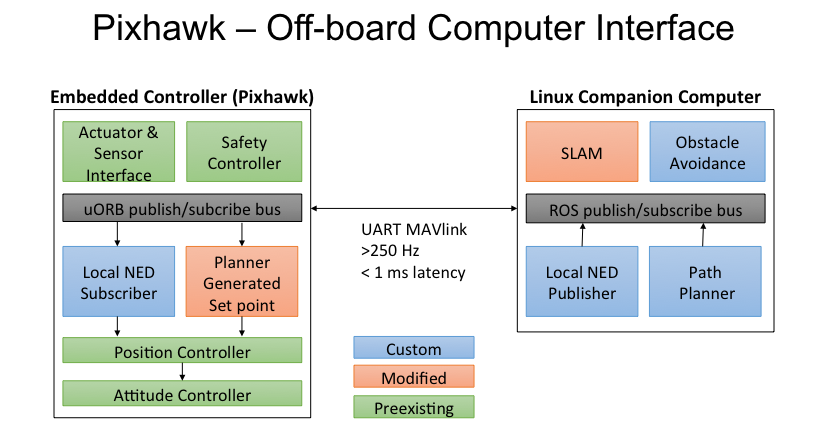 Pixhawk – Off-board Computer Interface
Embedded Controller (Pixhawk)
Actuator &
Sensor
Interface
Safety
Controller
uORB publish/subcribe bus
Local NED
Subscriber
Planner
Generated
Set point
Position Controller
Attitude Controller
UART MAVlink
>250 Hz
< 1 ms latency
Custom
Modified
Preexisting
Linux Companion Computer
SLAM
Obstacle
Avoidance
ROS publish/subscribe bus
Local NED
Publisher
Path
Planner